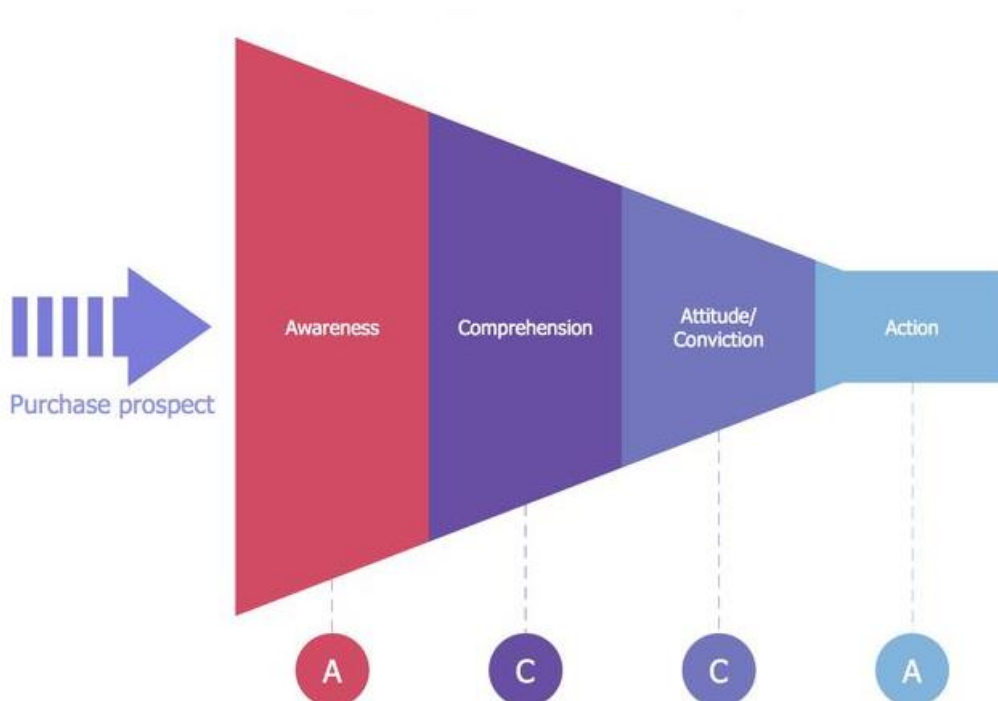 Awareness
Comprehension
Attitude/
Conviction
Action
Purchase prospect
A
C
C
A